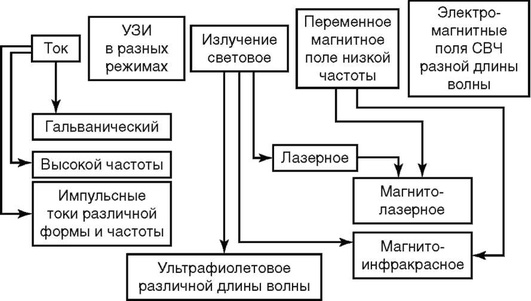 Ток
УЗИ
в разных
режимах
Излучение
световое
Переменное
магнитное
поле низкой
частоты
Электро-
магнитные
поля СВЧ
разной длины
волны
Гальванический
Высокой частоты
Импульсные
токи различной
формы и частоты
Лазерное
Магнито-
лазерное
Магнито-
инфракрасное
Ультрафиолетовое
различной длины волны